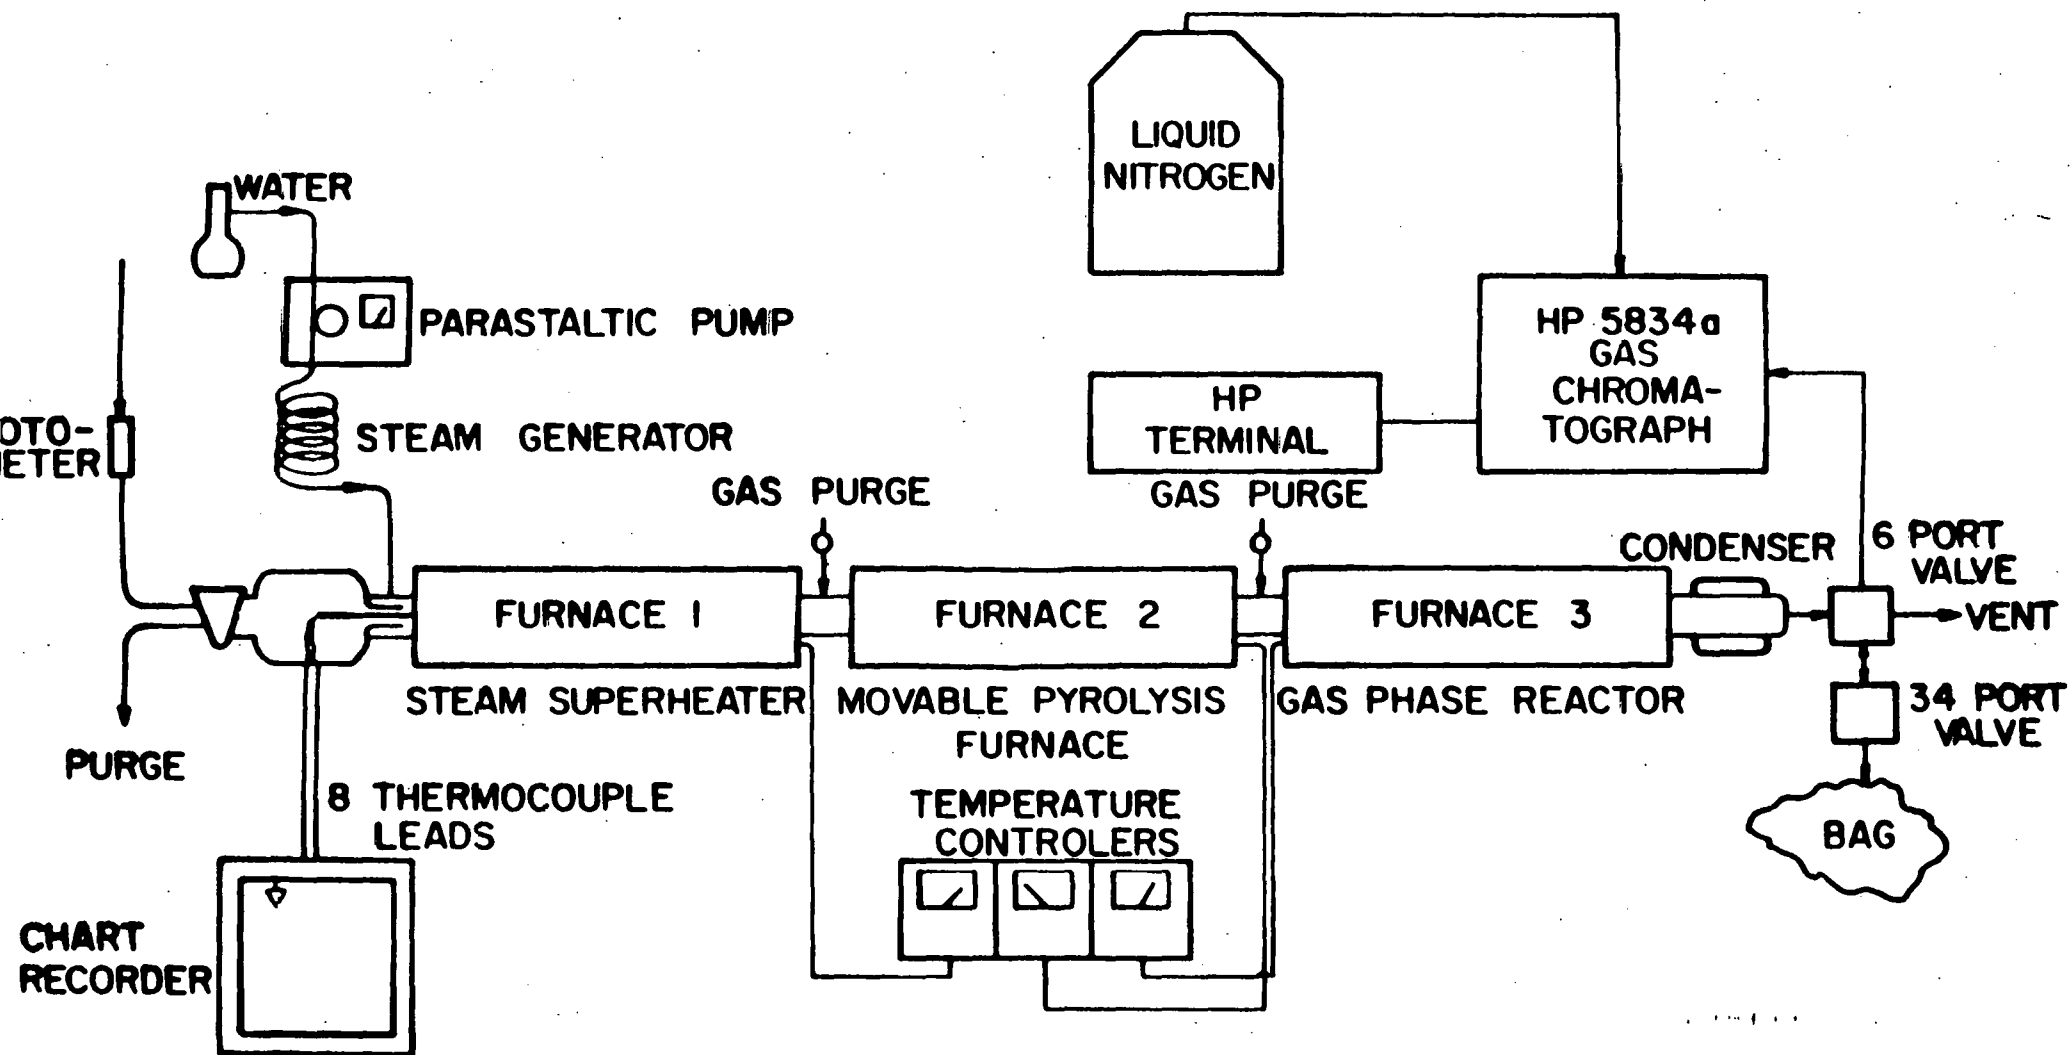 LIQUID
NITROGEN
WATER
PARASTALTIC PUMP
HP 5834a
GAS
CHROMA-
TOGRAPH
HP
TERMINAL
OTO-
ETER
STEAM GENERATOR
GAS PURGE
GAS PURGE
CONDENSER
6 PORT
VALVE
FURNACE 1
FURNACE 2
FURNACE 3
VENT
STEAM SUPERHEATER
MOVABLE PYROLYSIS
FURNACE
GAS PHASE REACTOR
34 PORT
VALVE
PURGE
8 THERMOCOUPLE
LEADS
TEMPERATURE
CONTROLERS
BAG
CHART
RECORDER